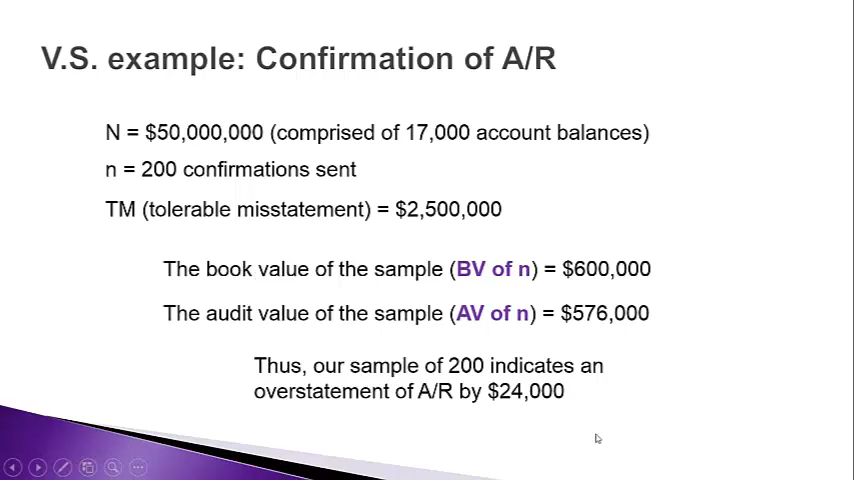 V.S. example: Confirmation of A/R
N = $50,000,000 (comprised of 17,000 account balances)
n = 200 confirmations sent
TM (tolerable misstatement) = $2,500,000
The book value of the sample (BV of n) = $600,000
The audit value of the sample (AV of n) = $576,000
Thus, our sample of 200 indicates an
overstatement of A/R by $24,000